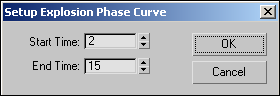 Setup Explosion Phase Curve
Start Time: 2 OK
End Time: 15 Cancel